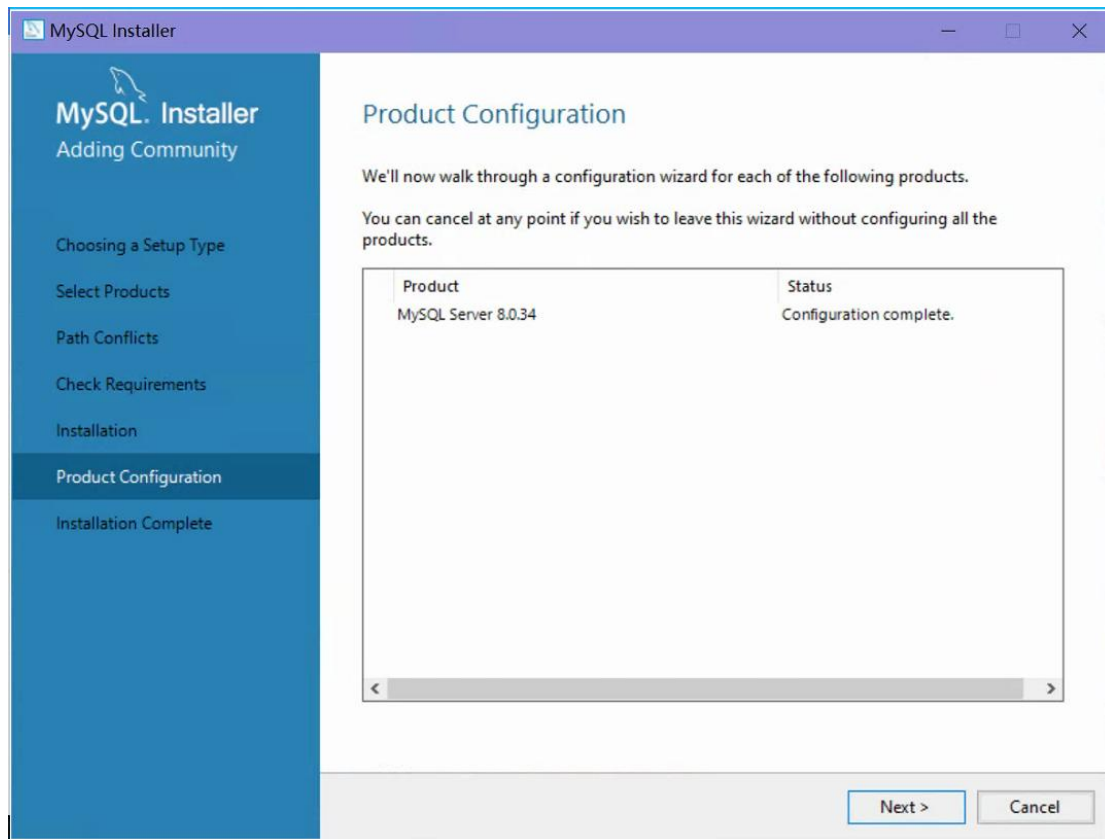 MySQL Installer
MySQL. Installer
Adding Community
Choosing a Setup Type
Select Products
Path Conflicts
Check Requirements
Installation
Product Configuration
Installation Complete
Product Configuration
We'll now walk through a configuration wizard for each of the following products.
You can cancel at any point if you wish to leave this wizard without configuring all the
products.
Product Status
MySQL Server 8.0.34 Configuration complete.
Next > Cancel